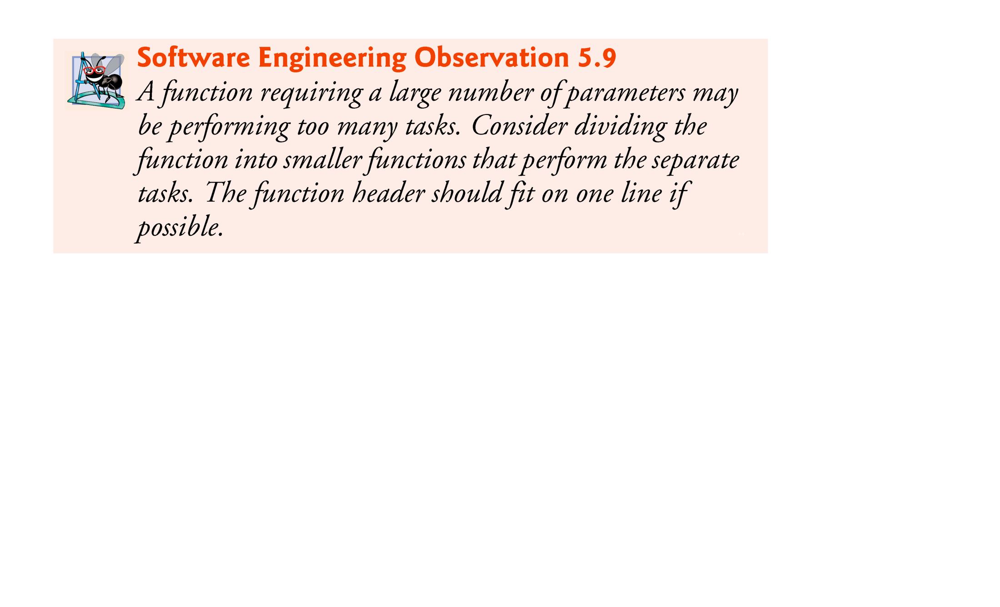 Software Engineering Observation 5.9
A function requiring a large number of parameters may
be performing too many tasks. Consider dividing the
function into smaller functions that perform the separate
tasks. The function header should fit on one line if
possible.